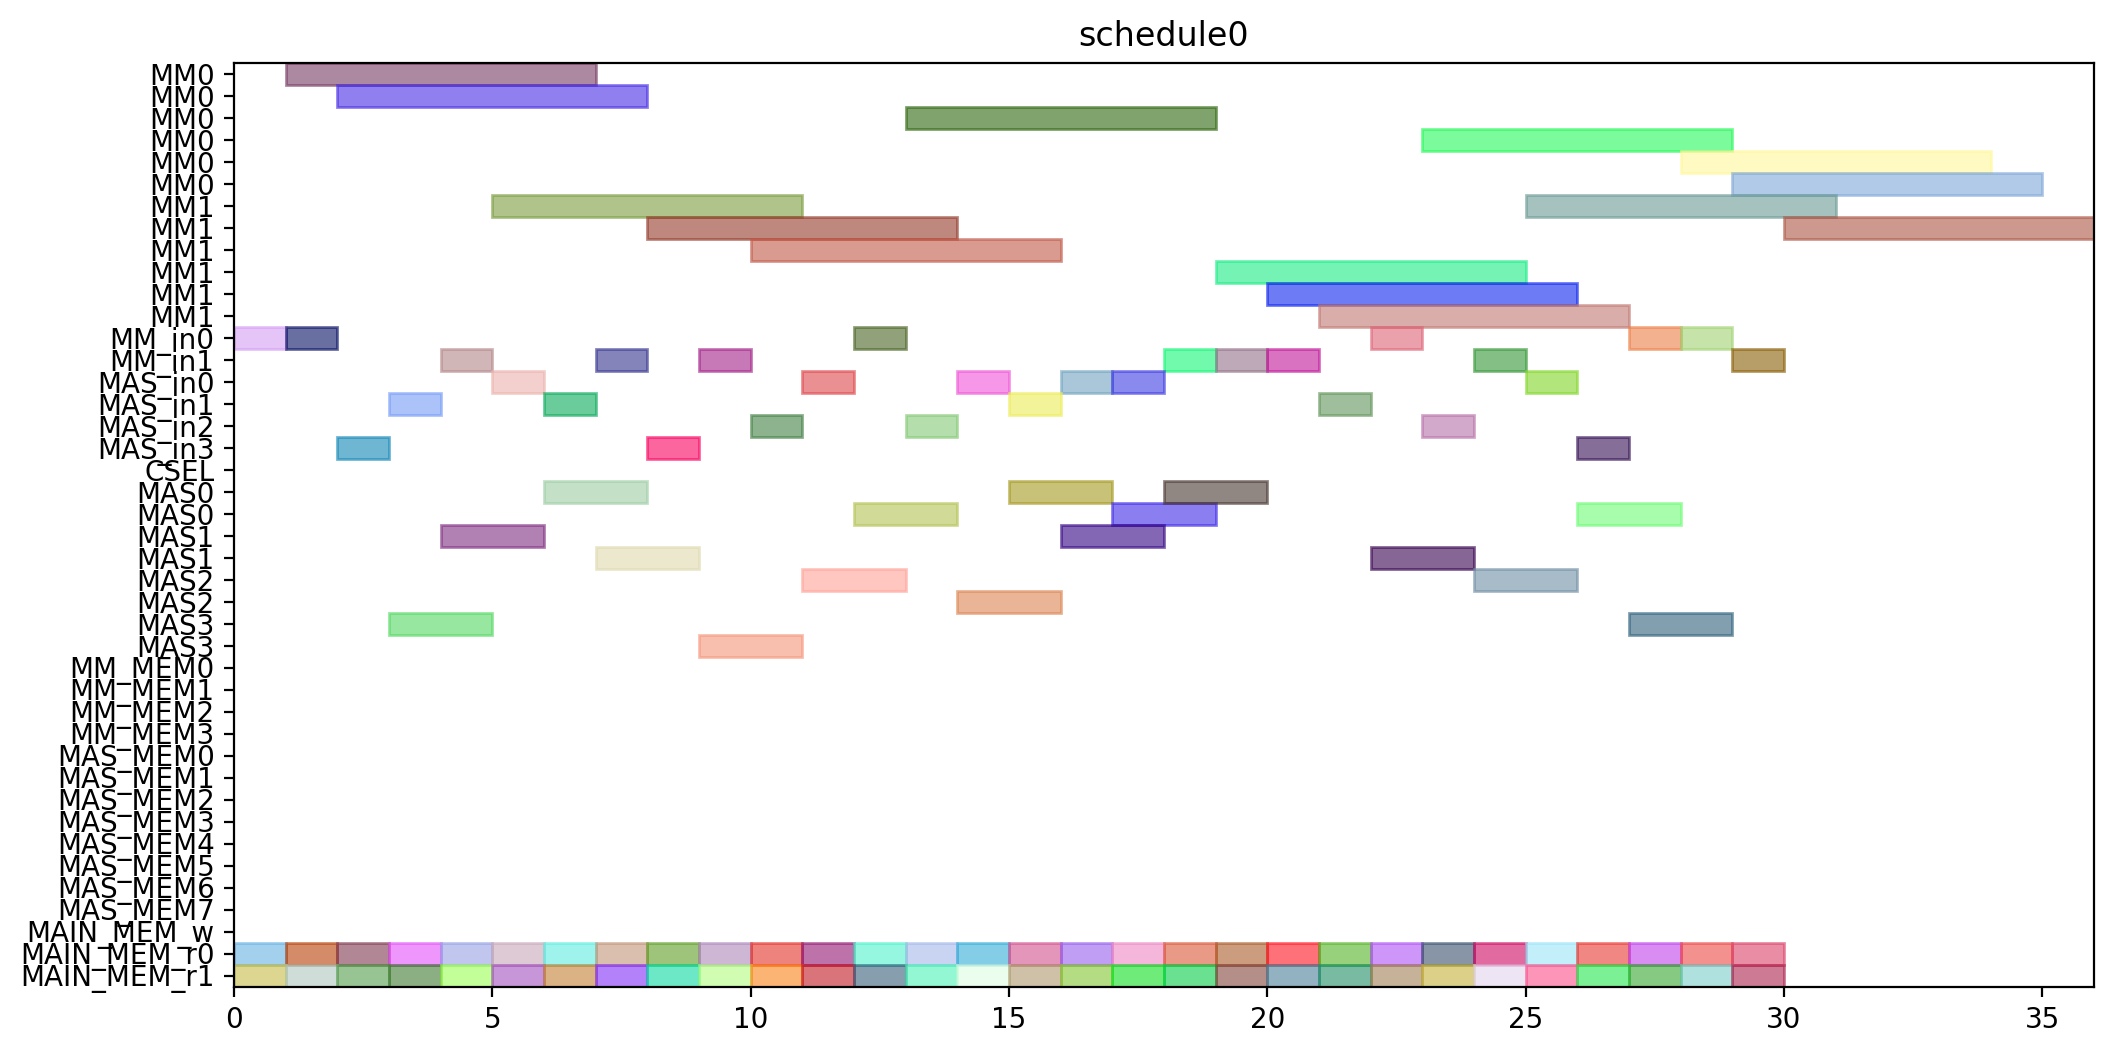 schedule0
MM0
MM0
MM0
MM0
MM0
MM0
MM1
MM1
MM1
MM1
MM1
MM1
MM_in0
MM_in1
MAS_in0
MAS_in1
MAS_in2
MAS_in3
CSEL
MAS0
MAS0
MAS1
MAS1
MAS2
MAS2
MAS3
MAS3
MM_MEM0
MM_MEM1
MM_MEM2
MM_MEM3
MAS_MEM0
MAS_MEM1
MAS_MEM2
MAS_MEM3
MAS_MEM4
MAS_MEM5
MAS_MEM6
MAS_MEM7
MAIN_MEM_w
MAIN_MEM_r0
MAIN_MEM_r1
0 5 10 15 20 25 30 35